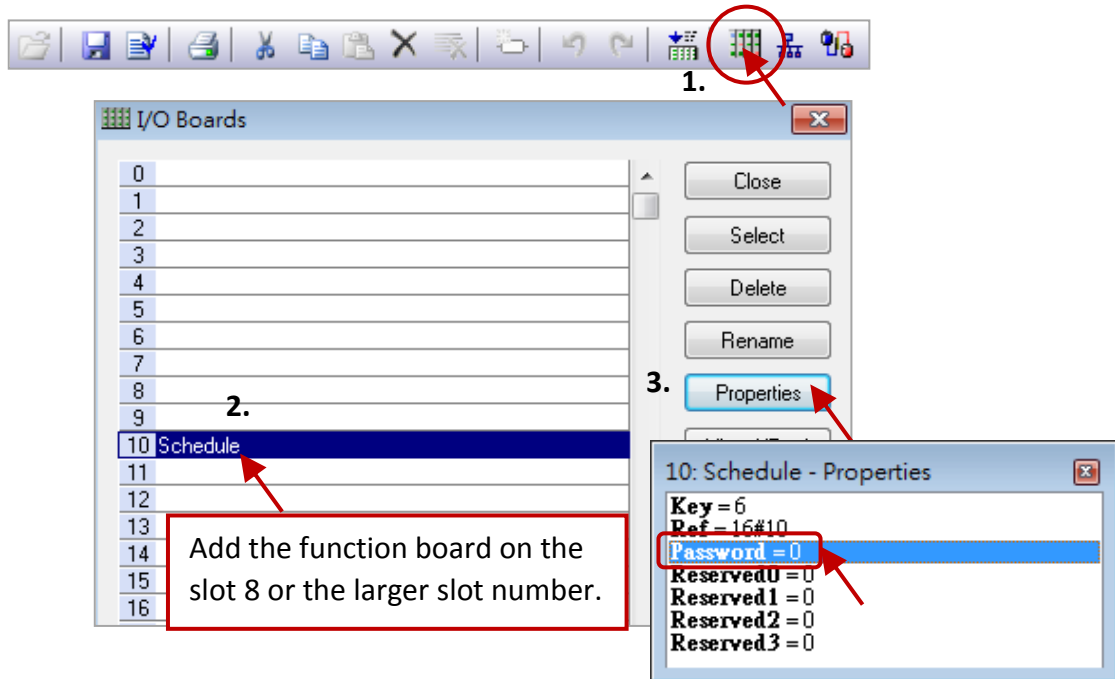 1.
I/O Boards
0
1
2
3
4
5
6
7
8
9
10 Schedule
11
12
13
14
15
16
2.
Add the function board on the
slot 8 or the larger slot number.
Close
Select
Delete
Rename
3.
Properties
10: Schedule - Properties
Key = 6
Ref = 16#10
Password = 0
Reserved0 = 0
Reserved1 = 0
Reserved2 = 0
Reserved3 = 0